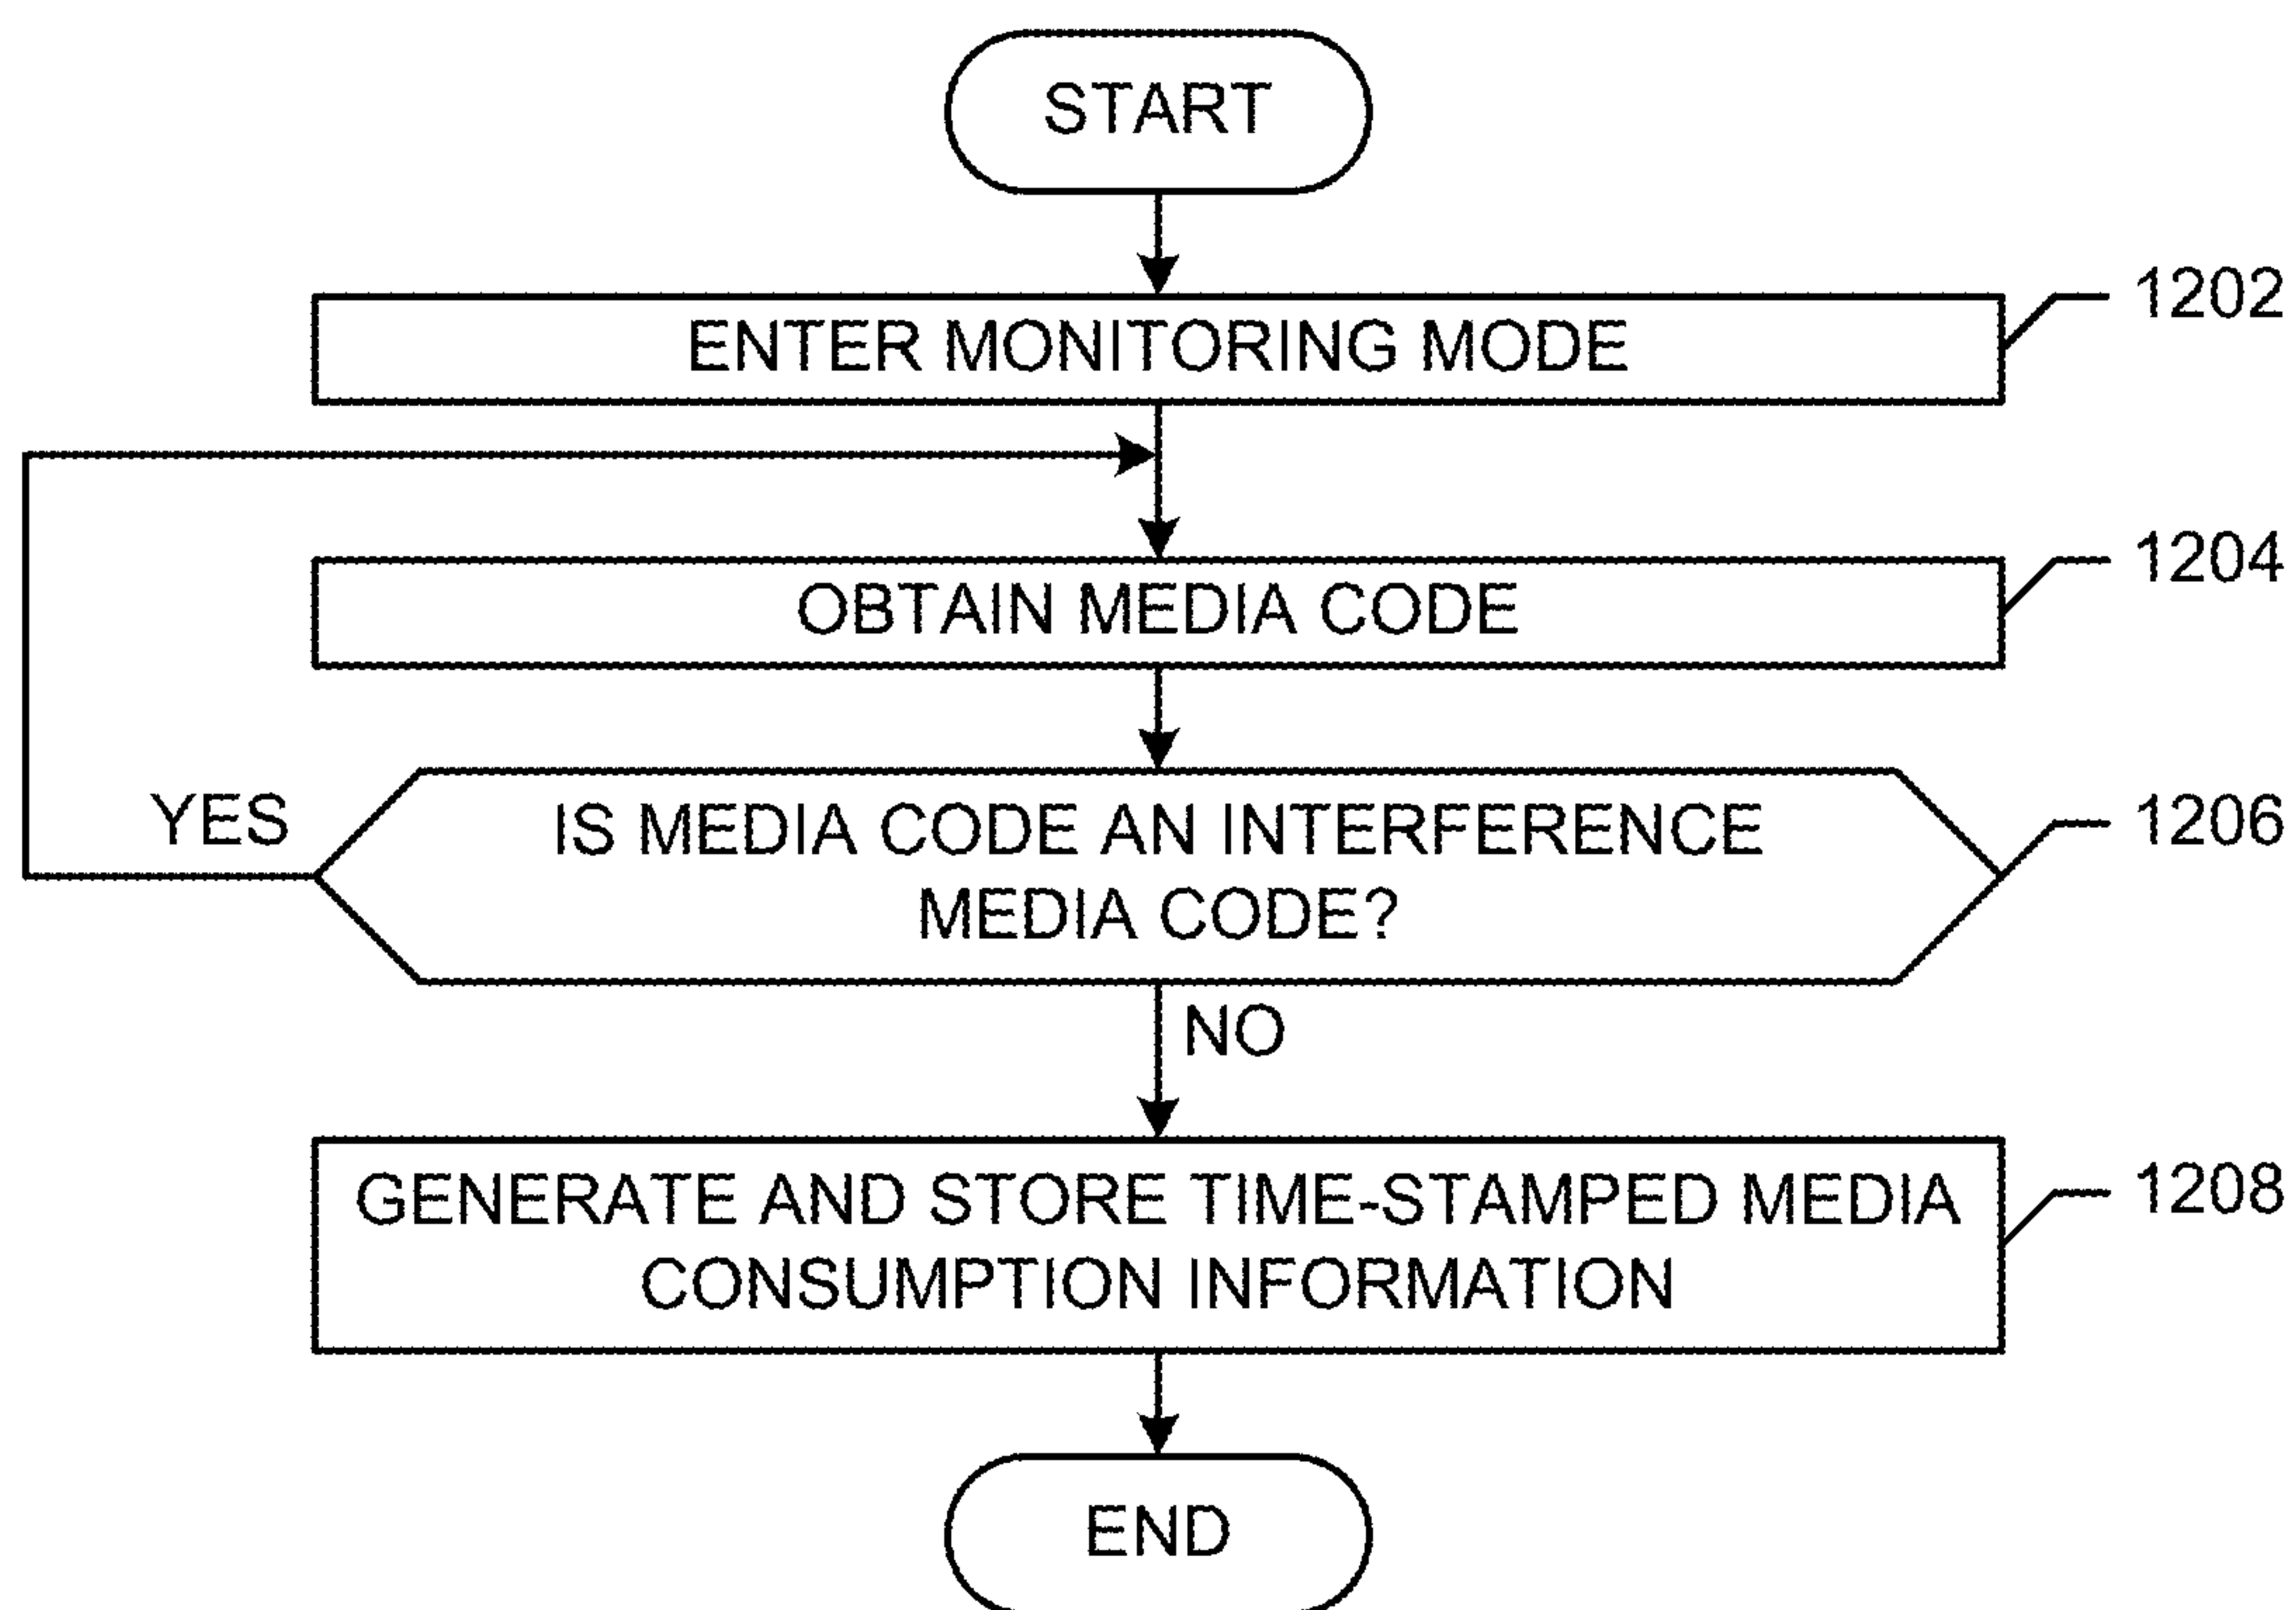 START
1202
ENTER MONITORING MODE
1204
OBTAIN MEDIA CODE
1206
YES
IS MEDIA CODE AN INTERFERENCE
MEDIA CODE?
NO
1208
GENERATE AND STORE TIME-STAMPED MEDIA
CONSUMPTION INFORMATION
END